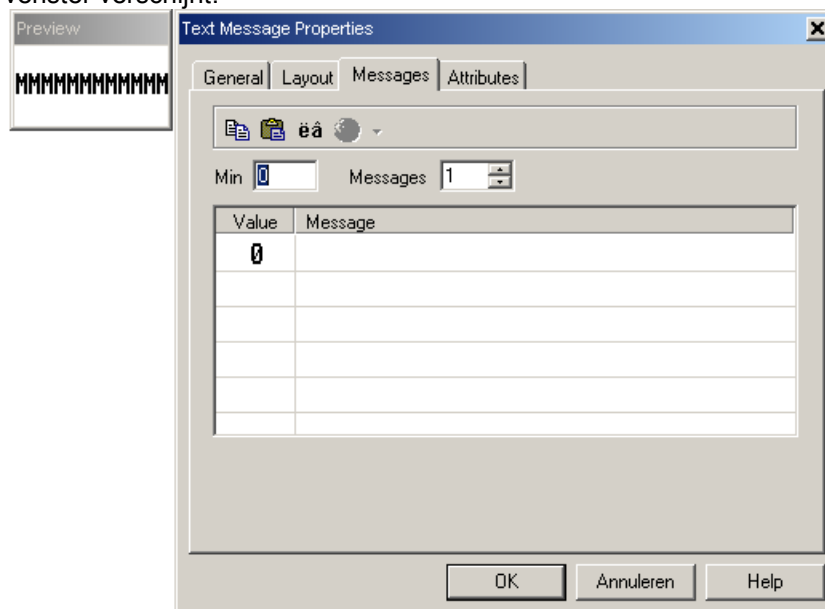 venster verschijnt.
Preview
MMMMMMMMMMMM
Text Message Properties
General Layout Messages Attributes
ëâ
Min 0 Messages 1
Value Message
0
OK Annuleren Help